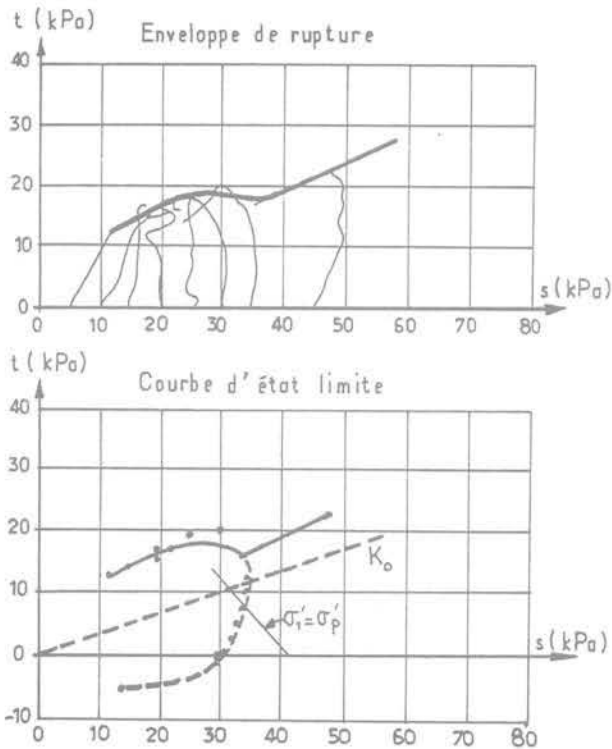 t (kPa)
Enveloppe de rupture
40
30
20
10
0
0 10 20 30 40 50 60 70 80
s (kPa)
t (kPa)
Courbe d'état limite
40
30
20
10
0
-10
K₀
σ₁' = σ'ₚ
s (kPa)
0 10 20 30 40 50 60 70 80